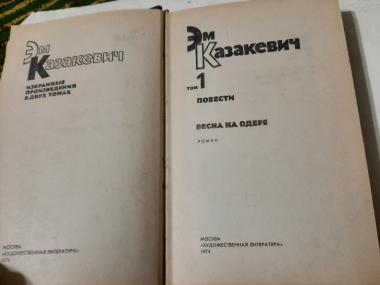 Эм
Казакевич
ИЗБРАННЫЕ
ПРОИЗВЕДЕНИЯ
В ДВУХ ТОМАХ
МОСКВА
«ХУДОЖЕСТВЕННАЯ ЛИТЕРАТУРА»
1974
Эм
Казакевич
ТОМ 1
ПОВЕСТИ
ВЕСНА НА ОДЕРЕ
РОМАН
МОСКВА
«ХУДОЖЕСТВЕННАЯ ЛИТЕРАТУРА»
1974